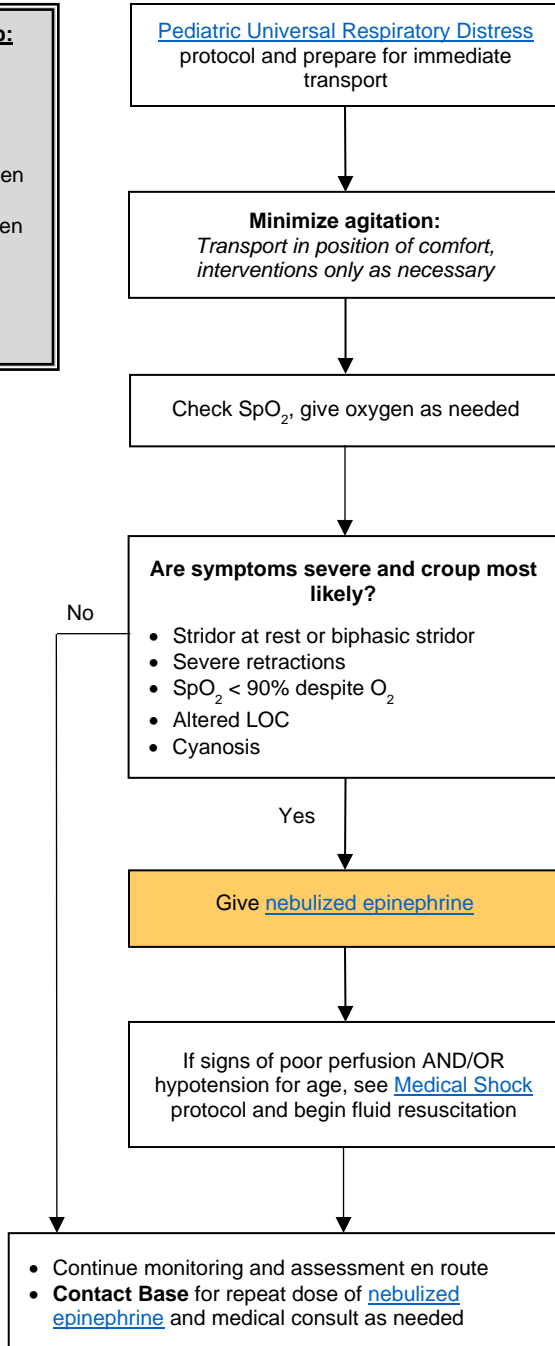 Pediatric Universal Respiratory Distress
protocol and prepare for immediate
transport
Minimize agitation:
Transport in position of comfort,
interventions only as necessary
Check SpO2, give oxygen as needed
Are symptoms severe and croup most
likely?
• Stridor at rest or biphasic stridor
• Severe retractions
• SpO2 < 90% despite O2
• Altered LOC
• Cyanosis
No
Yes
Give nebulized epinephrine
If signs of poor perfusion AND/OR
hypotension for age, see Medical Shock
protocol and begin fluid resuscitation
• Continue monitoring and assessment en route
• Contact Base for repeat dose of nebulized
epinephrine and medical consult as needed